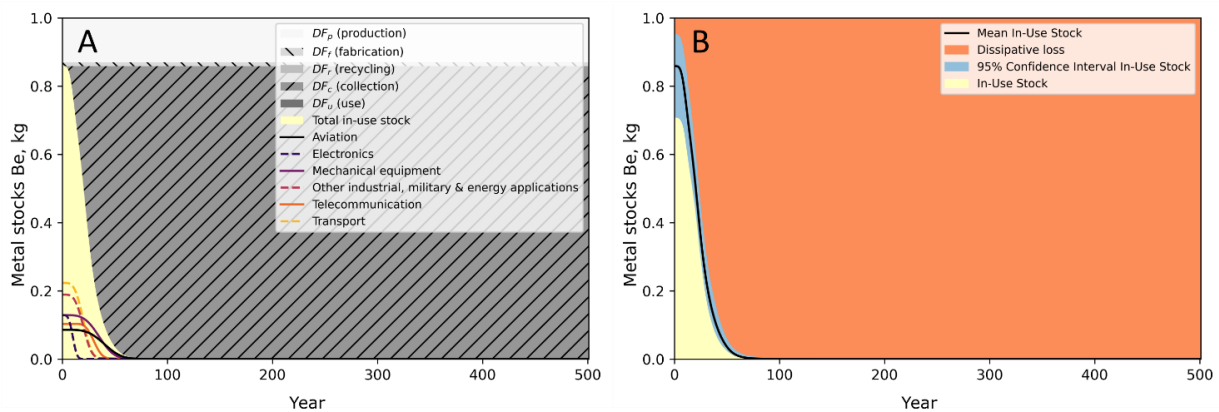 A
Metal stocks Be, kg
1.0
0.8
0.6
0.4
0.2
0.0
DFp (production)
DFf (fabrication)
DFr (recycling)
DFc (collection)
DFu (use)
Total in-use stock
Aviation
Electronics
Mechanical equipment
Other industrial, military & energy applications
Telecommunication
Transport
0 100 200 300 400 500
Year
B
Metal stocks Be, kg
1.0
0.8
0.6
0.4
0.2
0.0
Mean In-Use Stock
Dissipative loss
95% Confidence Interval In-Use Stock
In-Use Stock
0 100 200 300 400 500
Year